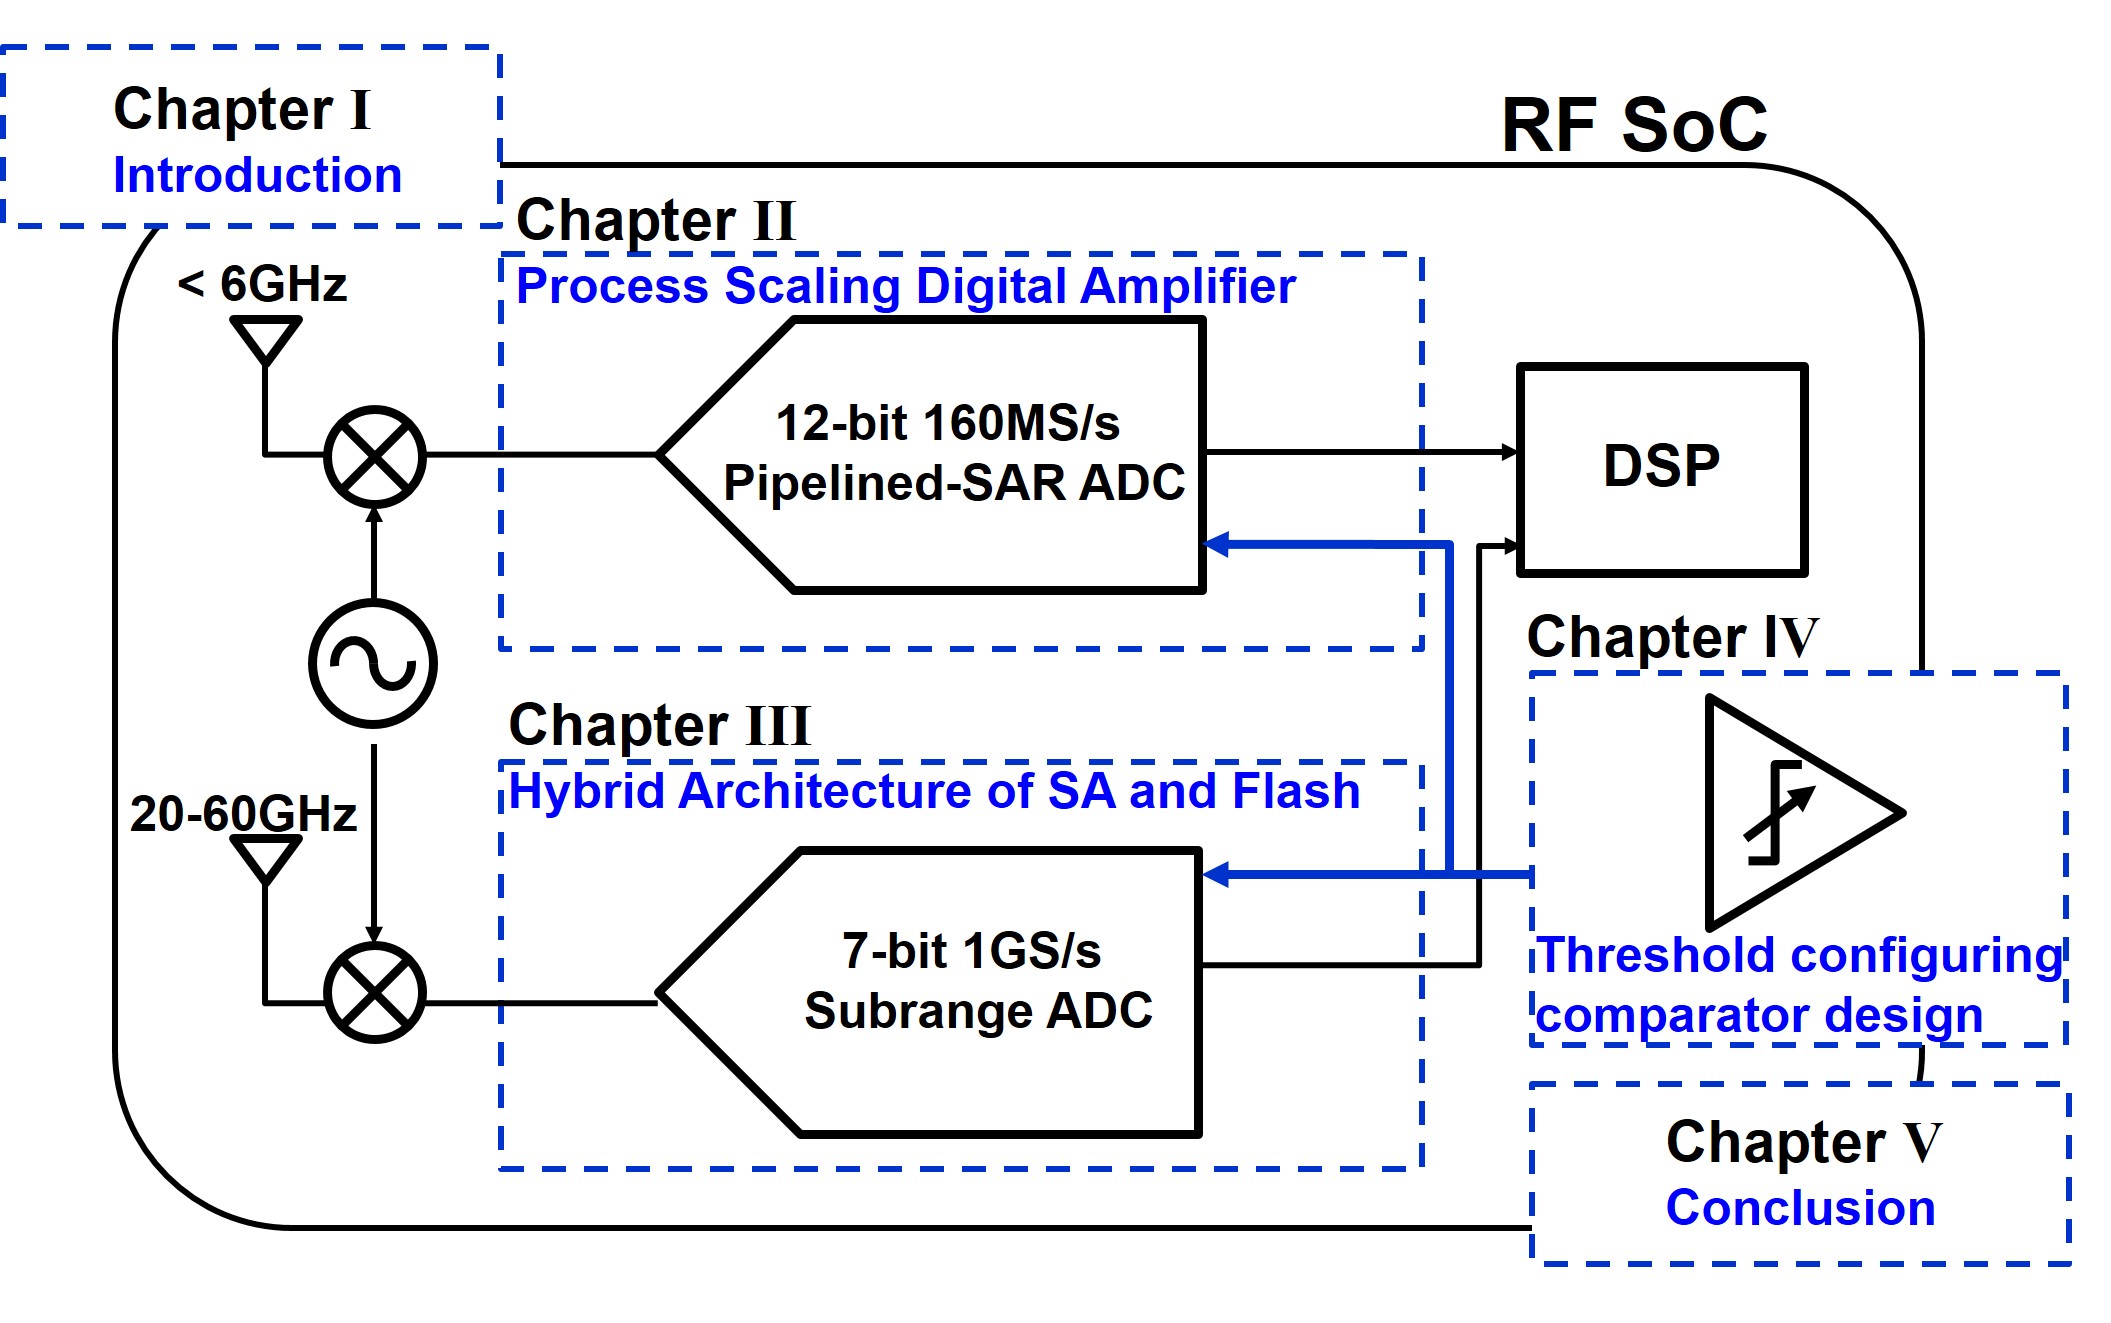 Chapter I
Introduction
RF SoC
Chapter II
Process Scaling Digital Amplifier
< 6GHz
12-bit 160MS/s
Pipelined-SAR ADC
DSP
Chapter IV
Chapter III
Hybrid Architecture of SA and Flash
20-60GHz
7-bit 1GS/s
Subrange ADC
Threshold configuring
comparator design
Chapter V
Conclusion